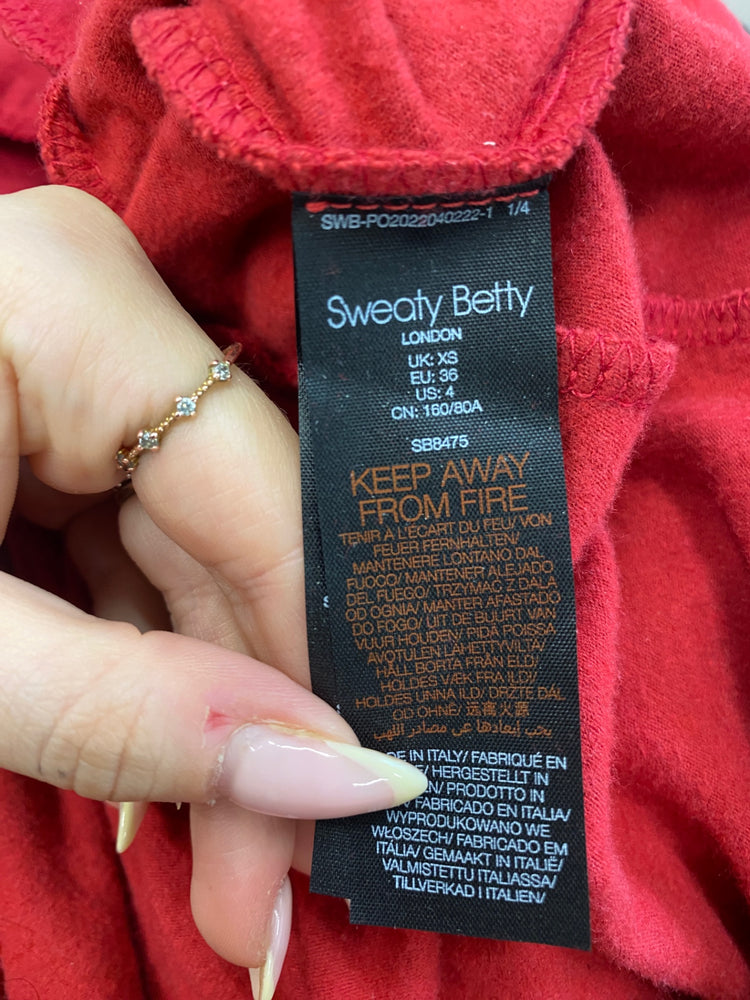 SWB-PO2022040222-1 1/4
Sweaty Betty
LONDON
UK: XS
EU: 36
US: 4
CN: 160/80A
SB8475
KEEP AWAY
FROM FIRE
TENIR À L'ÉCART DU FEU/ VON
FEUER FERNHALTEN/
MANTENERE LONTANO DAL
FUOCO/ MANTENER ALEJADO
DEL FUEGO/ TRZYMAĆ Z DALA
OD OGNIA/ MANTER AFASTADO
DO FOGO/ UIT DE BUURT VAN
VUUR HOUDEN/ PIDÄ POISSA
AVOTULEN LÄHETTYVILTÄ/
HÅLL BORTA FRÅN ELD/
HOLDES VÆK FRA ILD/
HOLDES UNNA ILD/ DRŽTE DÁL
OD OHNĚ/ 远离火源
يجب إبعادها عن مصادر اللهب
IN ITALY/ FABRIQUÉ EN
HERGESTELLT IN
PRODOTTO IN
FABRICADO EN ITALIA/
WYPRODUKOWANO WE
WŁOSZECH/ FABRICADO EM
ITÁLIA/ GEMAAKT IN ITALIË/
VALMISTETTU ITALIASSA/
TILLVERKAD I ITALIEN/